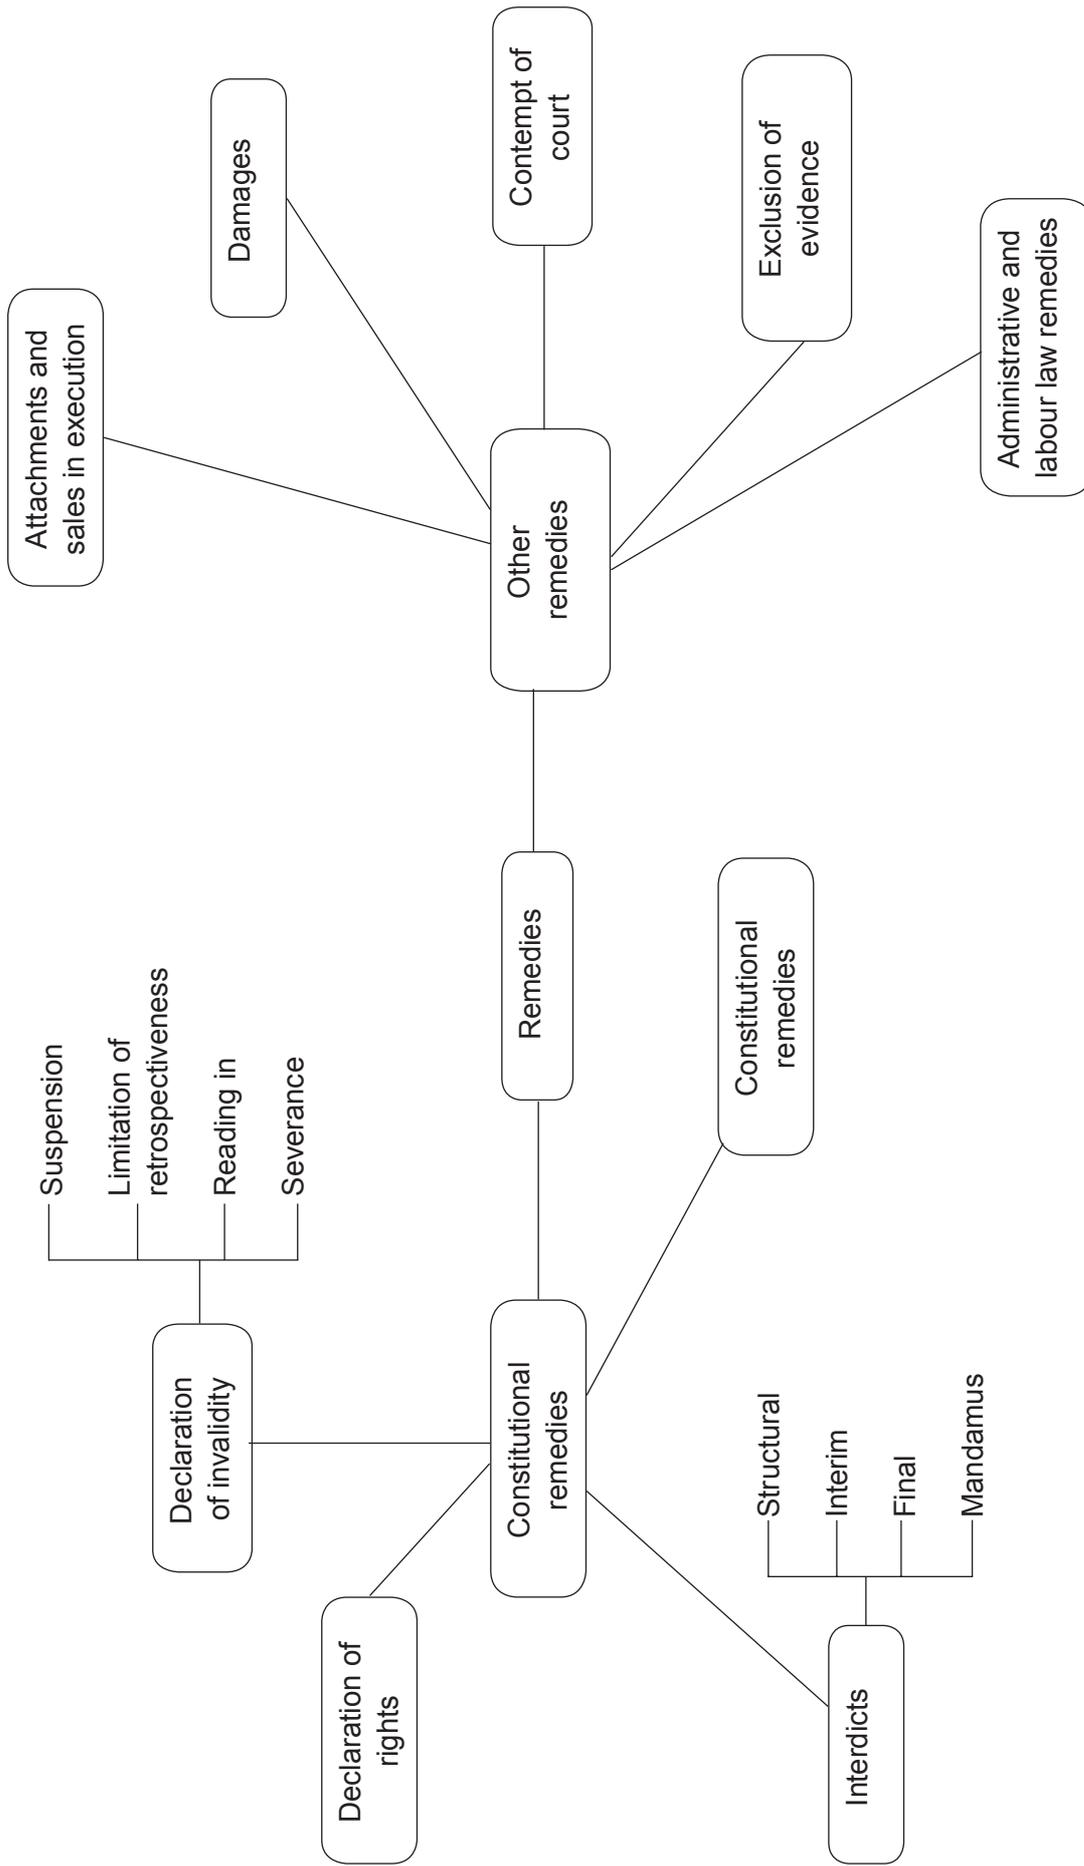 Attachments and
sales in execution
Damages
Contempt of
court
Exclusion of
evidence
Administrative and
labour law remedies
Other
remedies
Remedies
Constitutional
remedies
Suspension
Limitation of
retrospectiveness
Reading in
Severance
Declaration
of invalidity
Constitutional
remedies
Declaration of
rights
Structural
Interim
Final
Mandamus
Interdicts